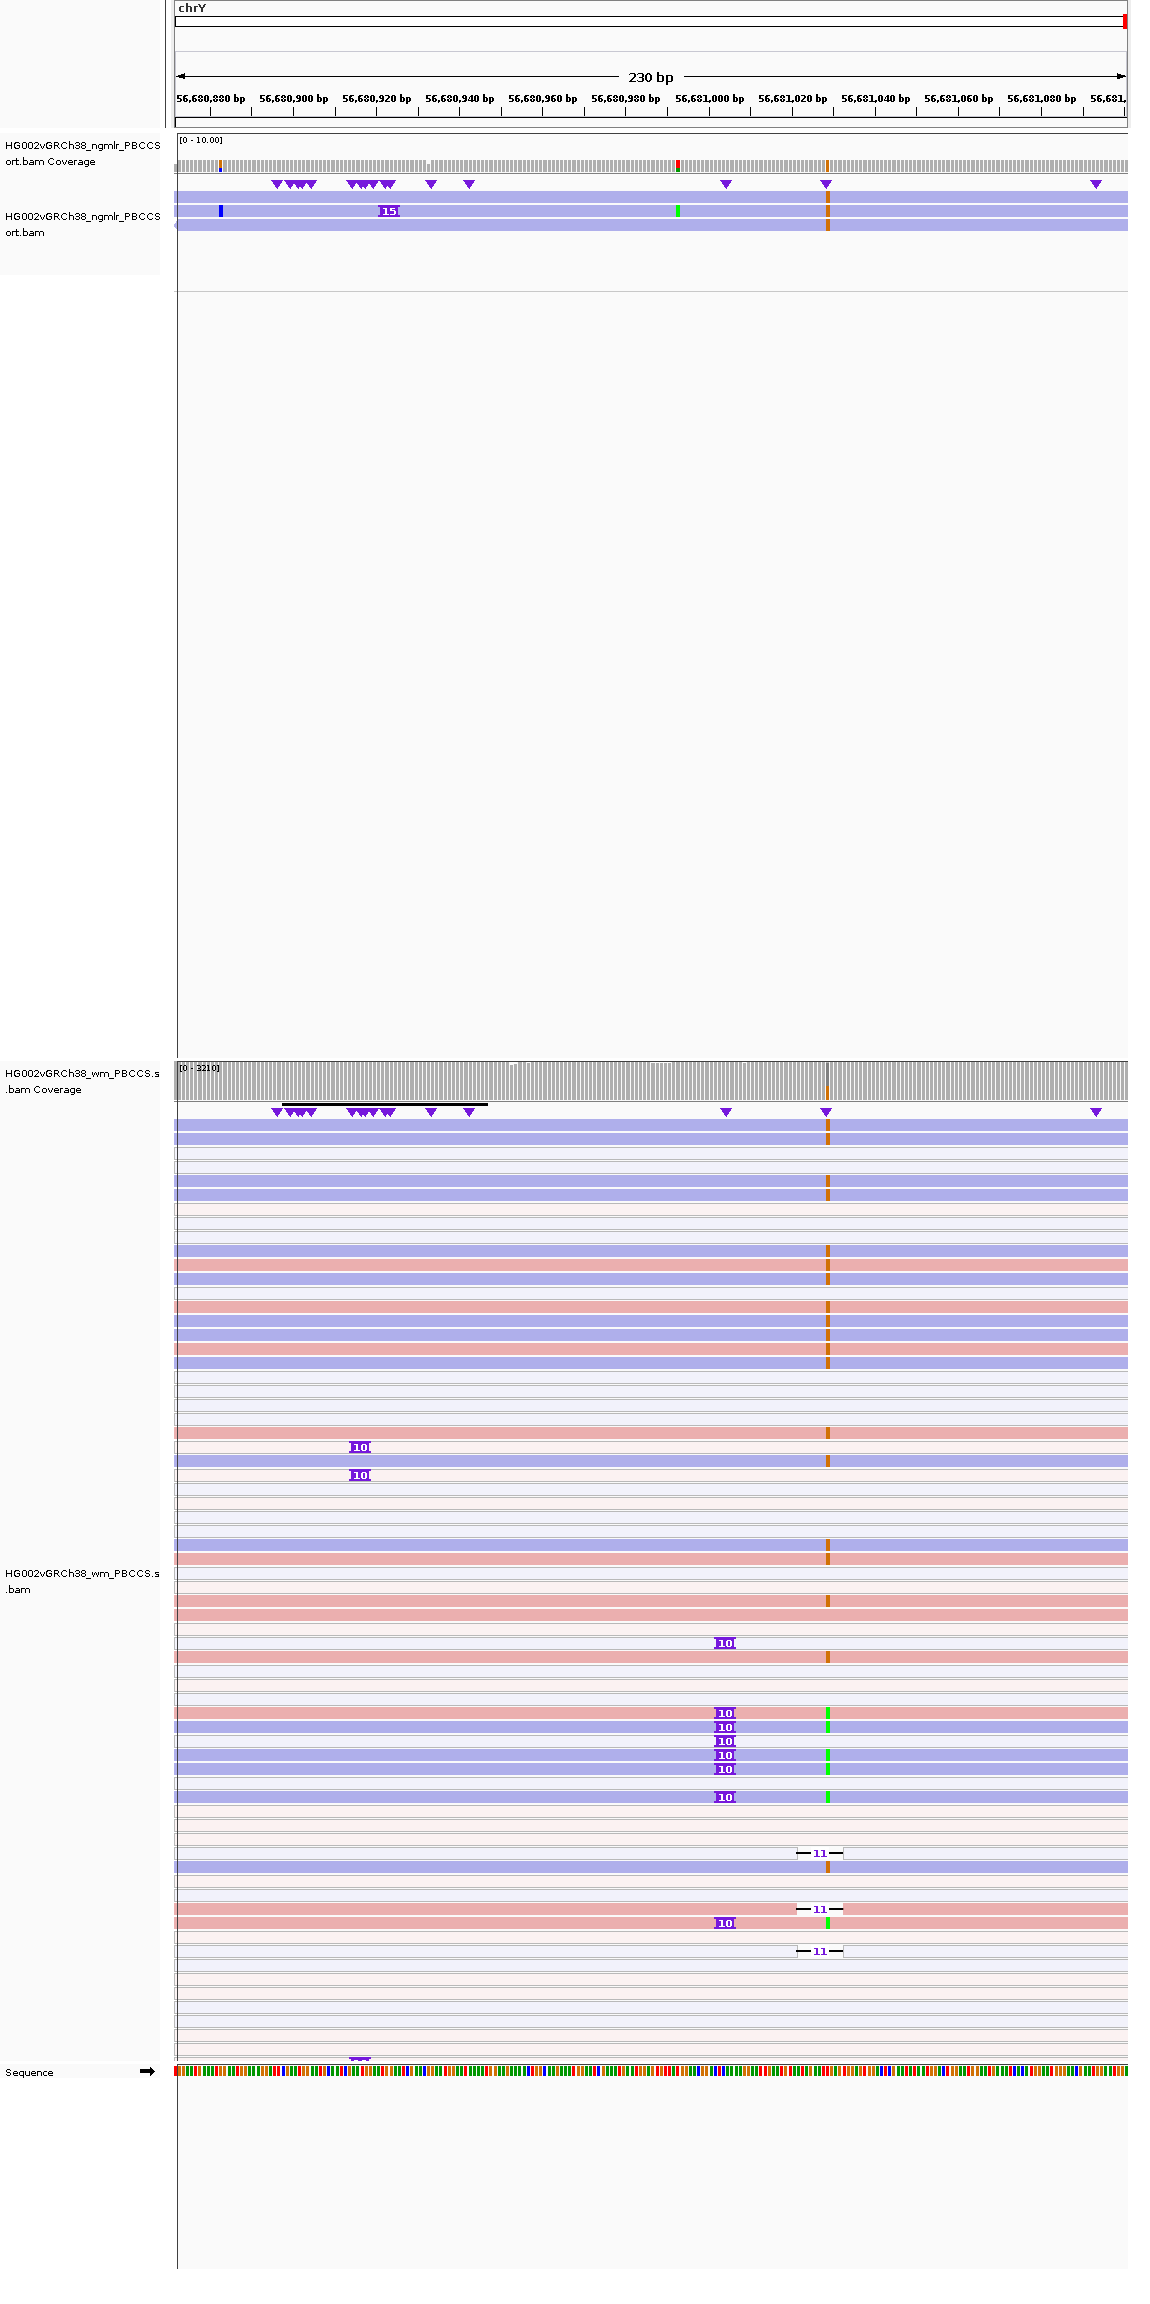 chrY
230 bp
56,680,880 bp 56,680,900 bp 56,680,920 bp 56,680,940 bp 56,680,960 bp 56,680,980 bp 56,681,000 bp 56,681,020 bp 56,681,040 bp 56,681,060 bp 56,681,080 bp 56,681,
[0 - 10.00]
HG002vGRCh38_ngmlr_PBCCS
ort.bam Coverage
15
HG002vGRCh38_ngmlr_PBCCS
ort.bam
[0 - 3210]
HG002vGRCh38_wm_PBCCS.s
.bam Coverage
10
10
HG002vGRCh38_wm_PBCCS.s
.bam
10
10
10
10
10
10
10
11
11
10
11
Sequence